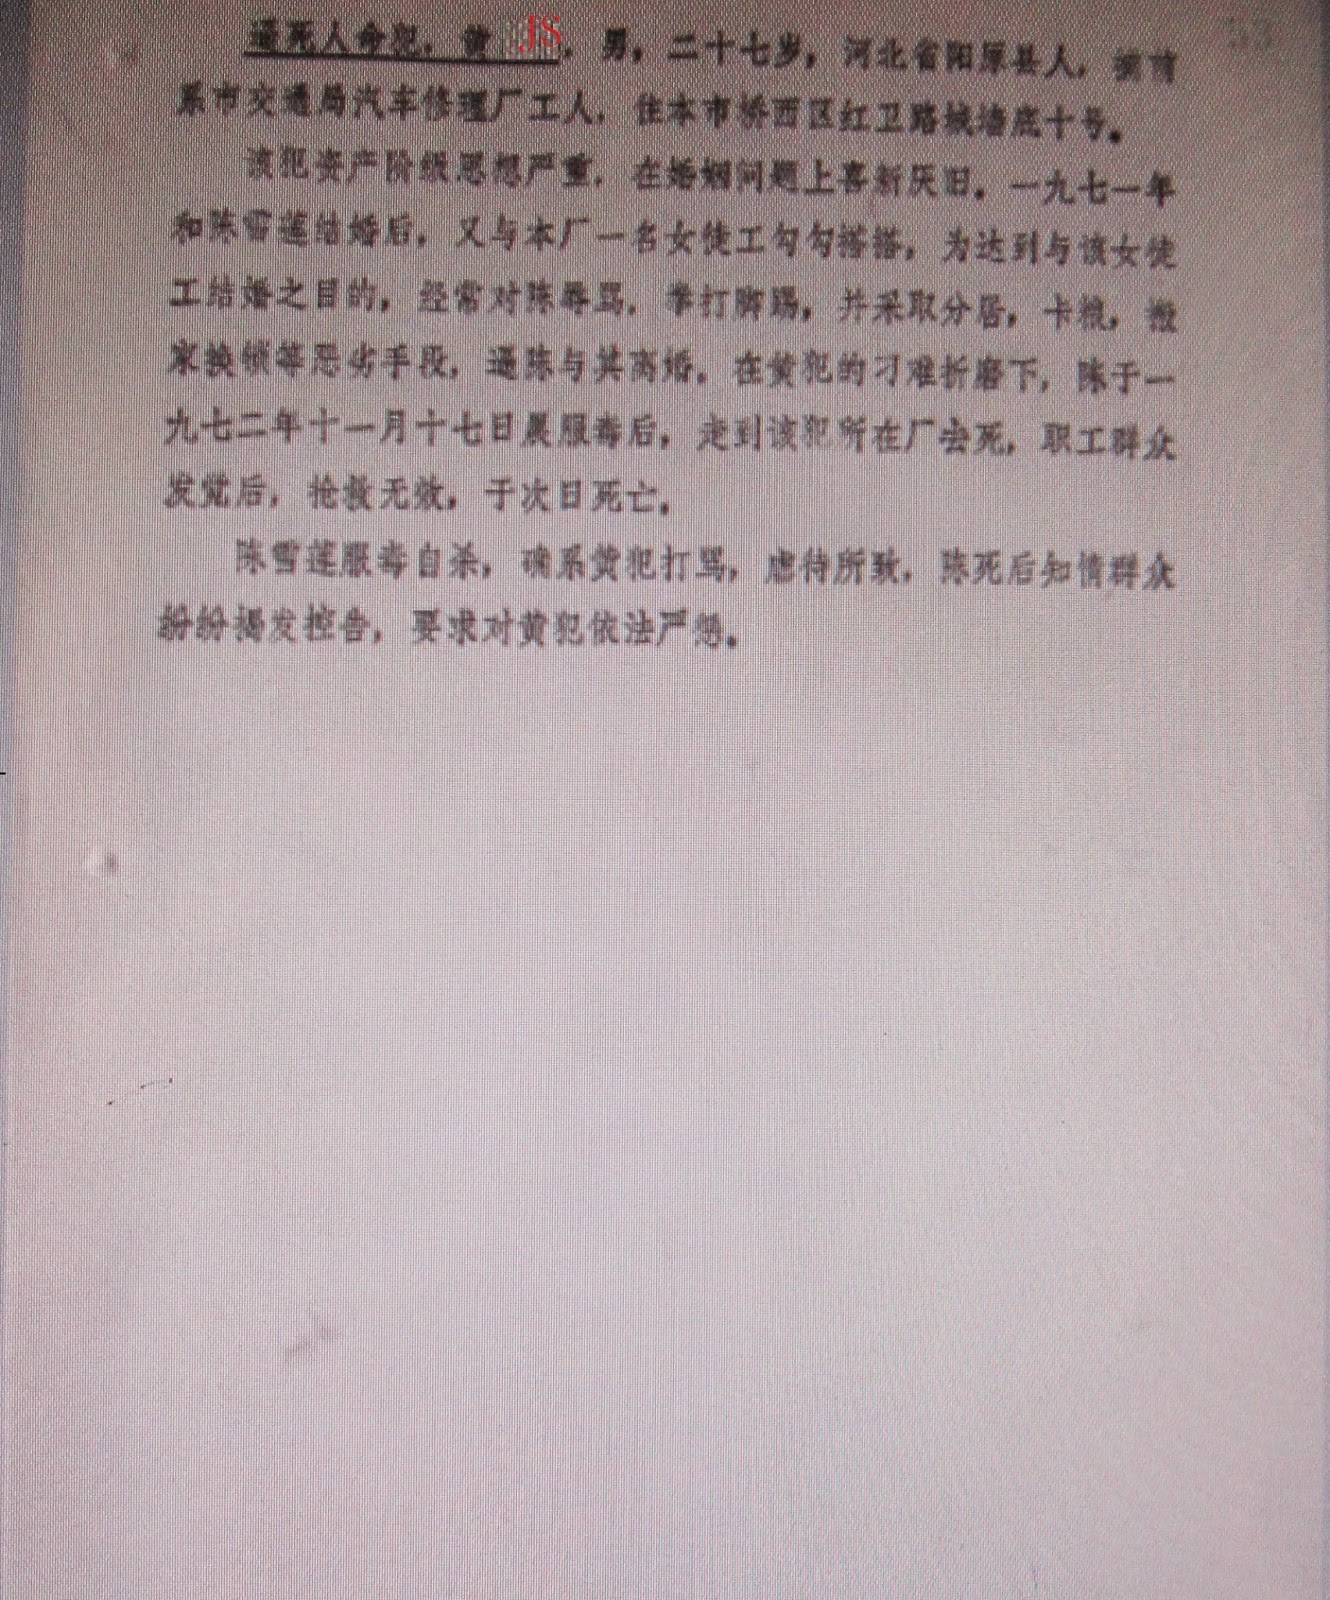 逼死人命犯，黄 JS，男，二十七岁，河北省阳原县人，捕前
系市交通局汽车修理厂工人，住本市桥西区红卫路城墙底十号。
该犯资产阶级思想严重，在婚姻问题上喜新厌旧。一九七一年
和陈雪莲结婚后，又与本厂一名女徒工勾勾搭搭，为达到与该女徒
工结婚之目的，经常对陈辱骂，拳打脚踢，并采取分居，卡粮，搬
家换锁等恶劣手段，逼陈与其离婚。在黄犯的刁难折磨下，陈于一
九七二年十一月十七日晨服毒后，走到该犯所在厂去死，职工群众
发觉后，抢救无效，于次日死亡。
陈雪莲服毒自杀，确系黄犯打骂，虐待所致，陈死后知情群众
纷纷揭发控告，要求对黄犯依法严惩。